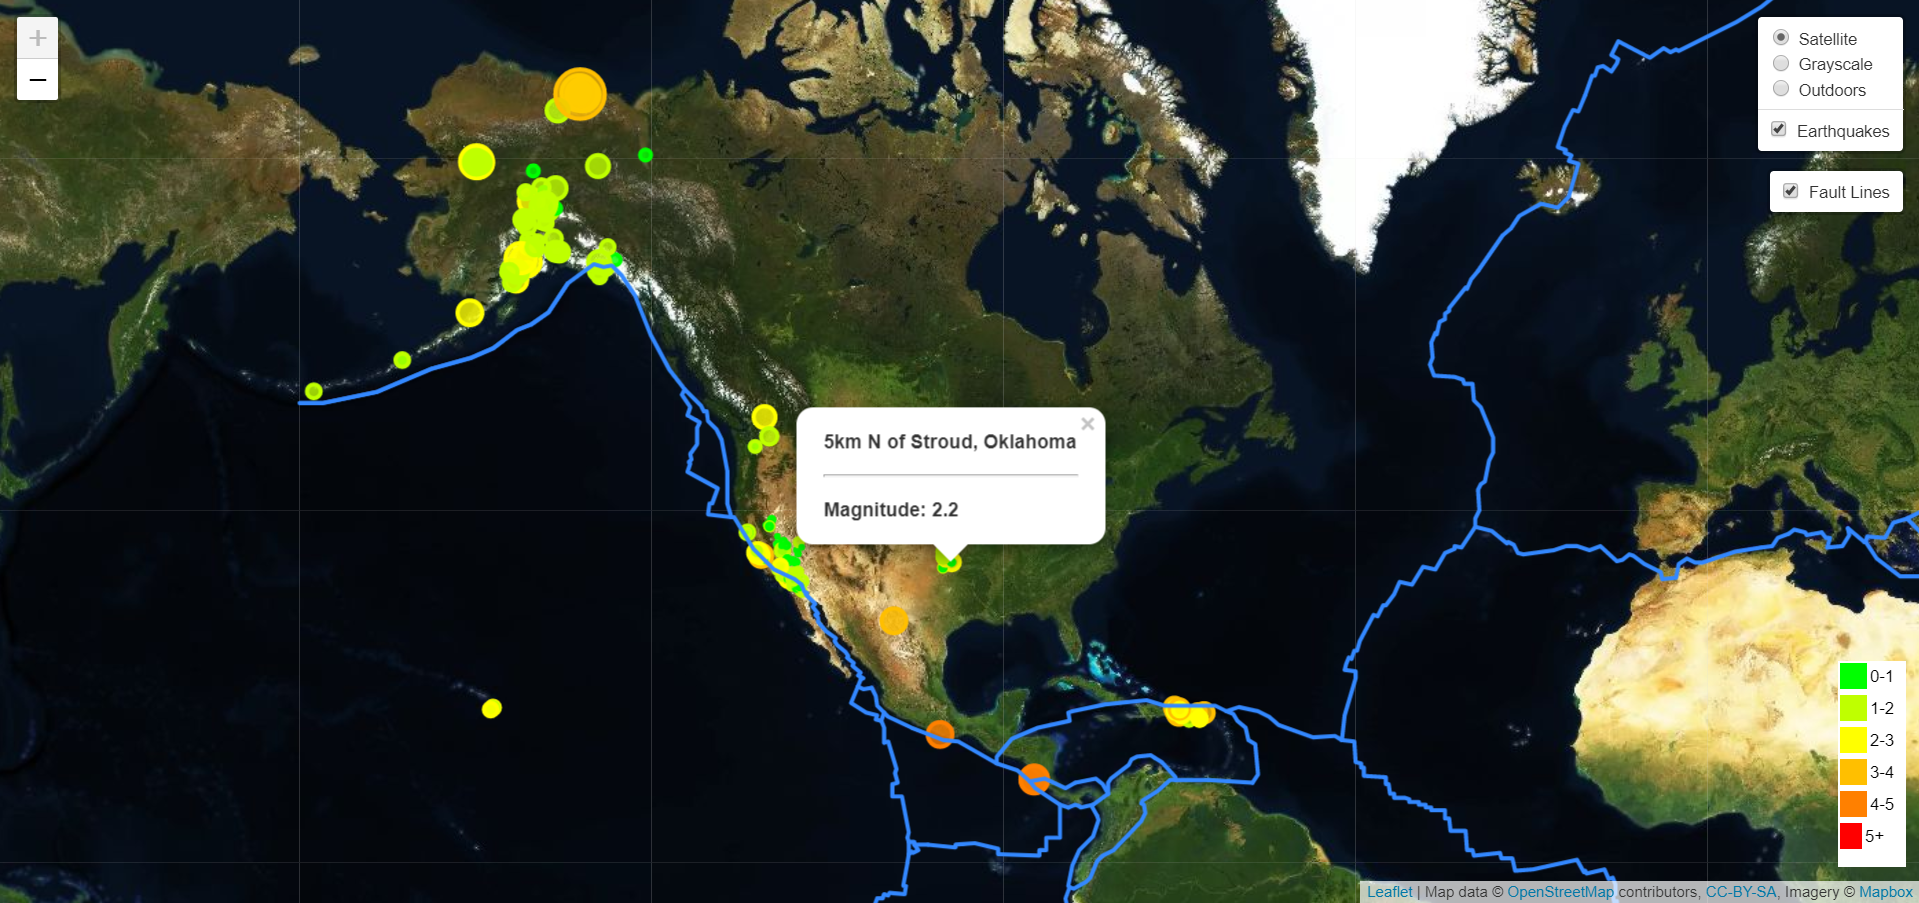 +
−
Satellite
Grayscale
Outdoors
Earthquakes
Fault Lines
×
5km N of Stroud, Oklahoma
Magnitude: 2.2
0-1
1-2
2-3
3-4
4-5
5+
Leaflet | Map data © OpenStreetMap contributors, CC-BY-SA, Imagery © Mapbox